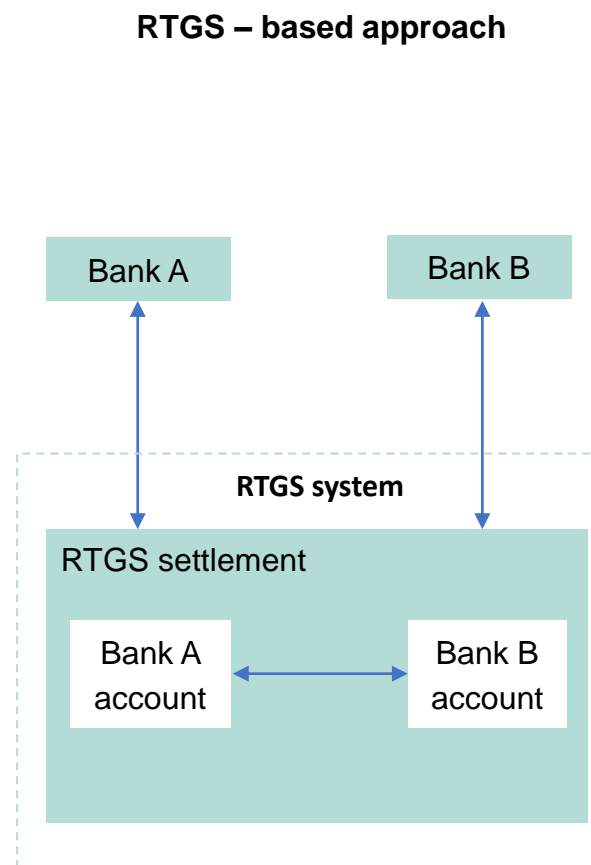 RTGS – based approach
Bank A
Bank B
RTGS system
RTGS settlement
Bank A
account
Bank B
account